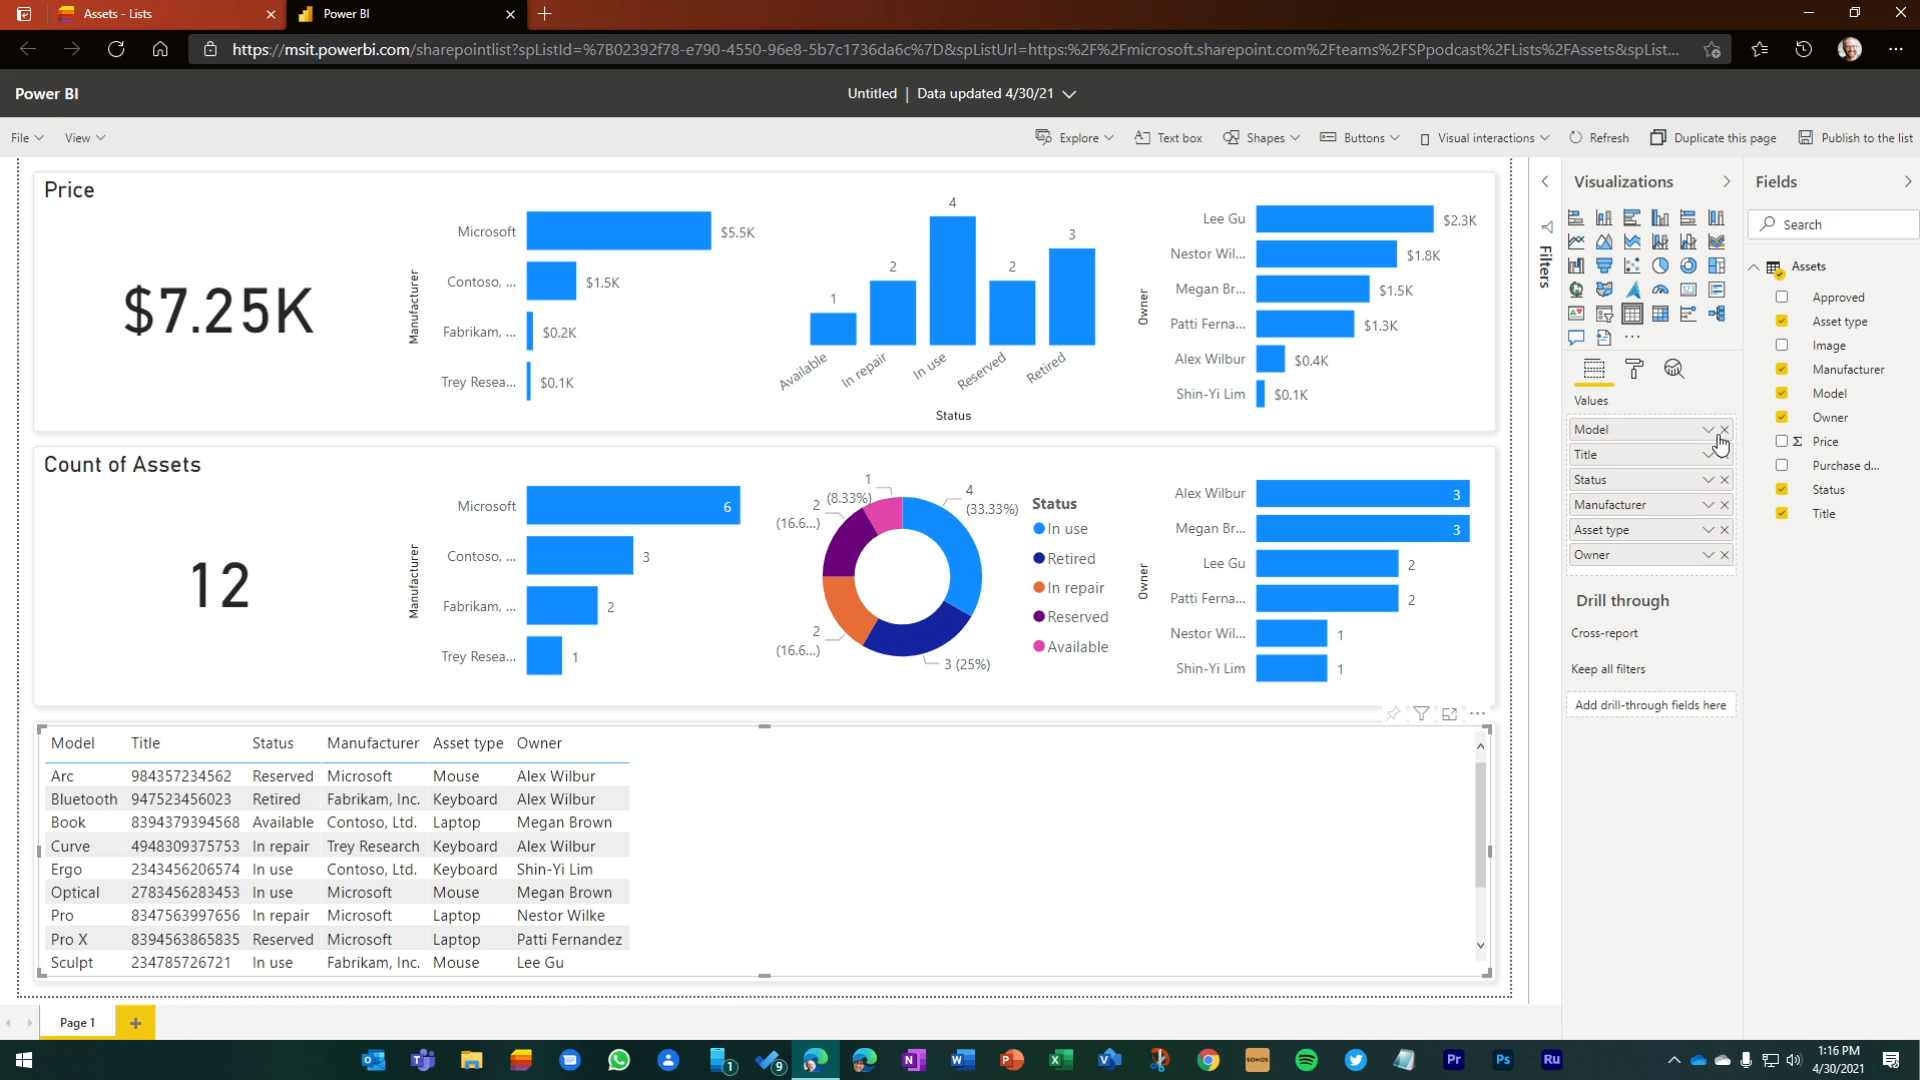 Assets - Lists
Power BI
https://msit.powerbi.com/sharepointlist?spListId=%7B02392f78-e790-4550-96e8-5b7c1736da6c%7D&spListUrl=https:%2F%2Fmicrosoft.sharepoint.com%2Fteams%2FSPpodcast%2FLists%2FAssets&spList...
Power BI
Untitled | Data updated 4/30/21
File View Explore Text box Shapes Buttons Visual interactions Refresh Duplicate this page Publish to the list
Price
$7.25K
Manufacturer
Microsoft $5.5K
Contoso, ... $1.5K
Fabrikam, ... $0.2K
Trey Resea... $0.1K
1 2 4 2 3
Available In repair In use Reserved Retired
Status
Owner
Lee Gu $2.3K
Nestor Wil... $1.8K
Megan Br... $1.5K
Patti Ferna... $1.3K
Alex Wilbur $0.4K
Shin-Yi Lim $0.1K
Count of Assets
12
Manufacturer
Microsoft 6
Contoso, ... 3
Fabrikam, ... 2
Trey Resea... 1
1
(8.33%)
4
(33.33%)
2
(16.6...)
2
(16.6...)
3 (25%)
Status
In use
Retired
In repair
Reserved
Available
Owner
Alex Wilbur 3
Megan Br... 3
Lee Gu 2
Patti Ferna... 2
Nestor Wil... 1
Shin-Yi Lim 1
Model Title Status Manufacturer Asset type Owner
Arc 984357234562 Reserved Microsoft Mouse Alex Wilbur
Bluetooth 947523456023 Retired Fabrikam, Inc. Keyboard Alex Wilbur
Book 8394379394568 Available Contoso, Ltd. Laptop Megan Brown
Curve 4948309375753 In repair Trey Research Keyboard Alex Wilbur
Ergo 2343456206574 In use Contoso, Ltd. Keyboard Shin-Yi Lim
Optical 2783456283453 In use Microsoft Mouse Megan Brown
Pro 8347563997656 In repair Microsoft Laptop Nestor Wilke
Pro X 8394563865835 Reserved Microsoft Laptop Patti Fernandez
Sculpt 234785726721 In use Fabrikam, Inc. Mouse Lee Gu
Filters
Visualizations
Values
Model
Title
Status
Manufacturer
Asset type
Owner
Drill through
Cross-report
Keep all filters
Add drill-through fields here
Fields
Search
Assets
Approved
Asset type
Image
Manufacturer
Model
Owner
Σ Price
Purchase d...
Status
Title
Page 1
1
9
SONOS
Pr
Ps
Ru
1:16 PM
4/30/2021